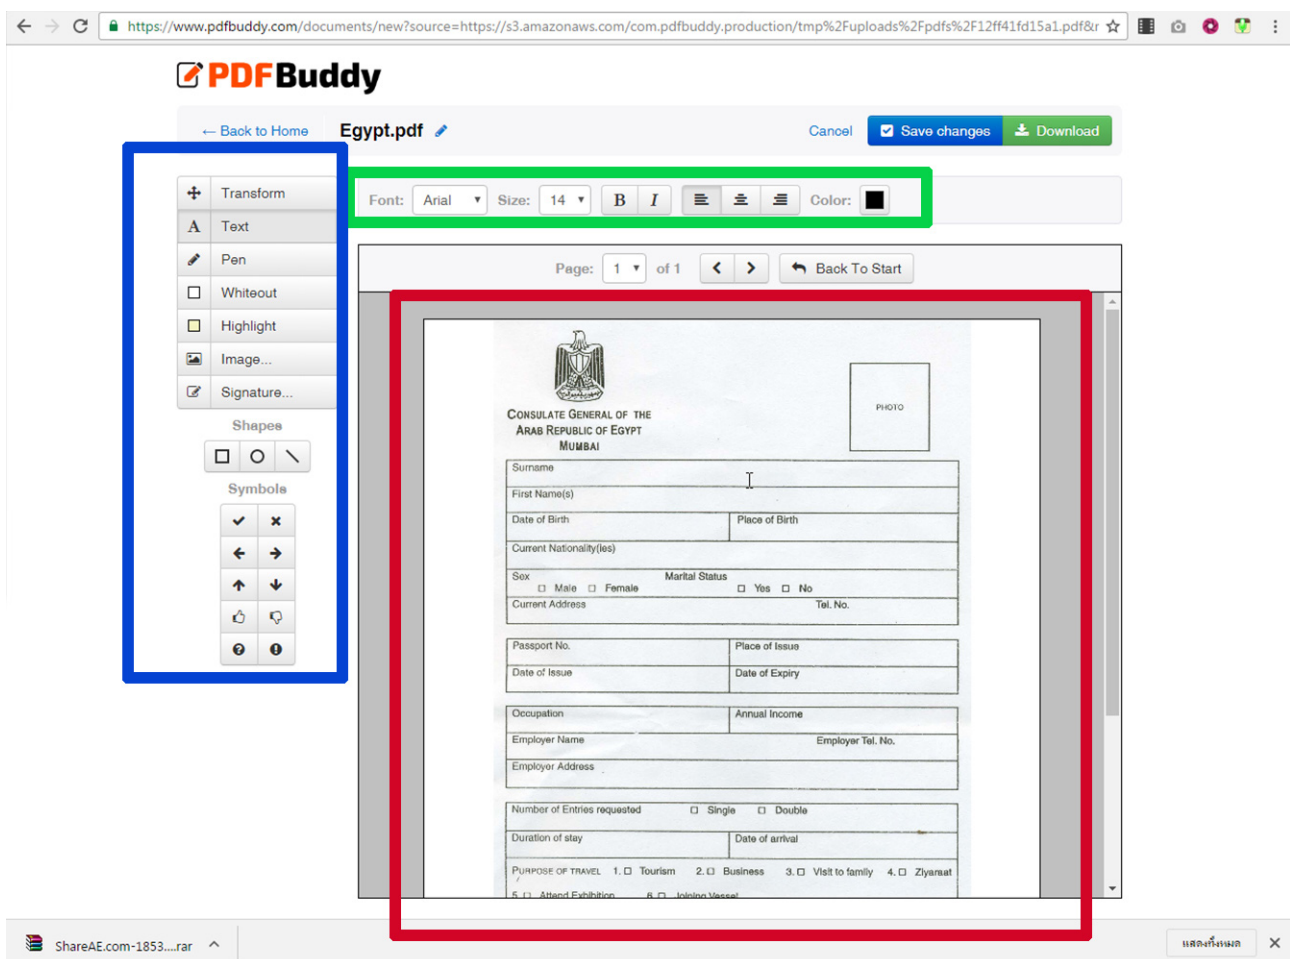 https://www.pdfbuddy.com/documents/new?source=https://s3.amazonaws.com/com.pdfbuddy.production/tmp%2Fuploads%2Fpdfs%2F12ff41fd15a1.pdf&r
PDFBuddy
← Back to Home Egypt.pdf Cancel Save changes Download
Transform
Text
Pen
Whiteout
Highlight
Image...
Signature...
Shapes
Symbols
Font: Arial Size: 14 B I Color:
Page: 1 of 1 Back To Start
CONSULATE GENERAL OF THE
ARAB REPUBLIC OF EGYPT
MUMBAI
PHOTO
Surname
First Name(s)
Date of Birth Place of Birth
Current Nationality(ies)
Sex Marital Status
Male Female Yes No
Current Address Tel. No.
Passport No. Place of Issue
Date of Issue Date of Expiry
Occupation Annual Income
Employer Name Employer Tel. No.
Employer Address
Number of Entries requested Single Double
Duration of stay Date of arrival
PURPOSE OF TRAVEL 1. Tourism 2. Business 3. Visit to family 4. Ziyaraat
5. Attend Exhibition 6. Joining Vessel
ShareAE.com-1853....rar แสดงทั้งหมด